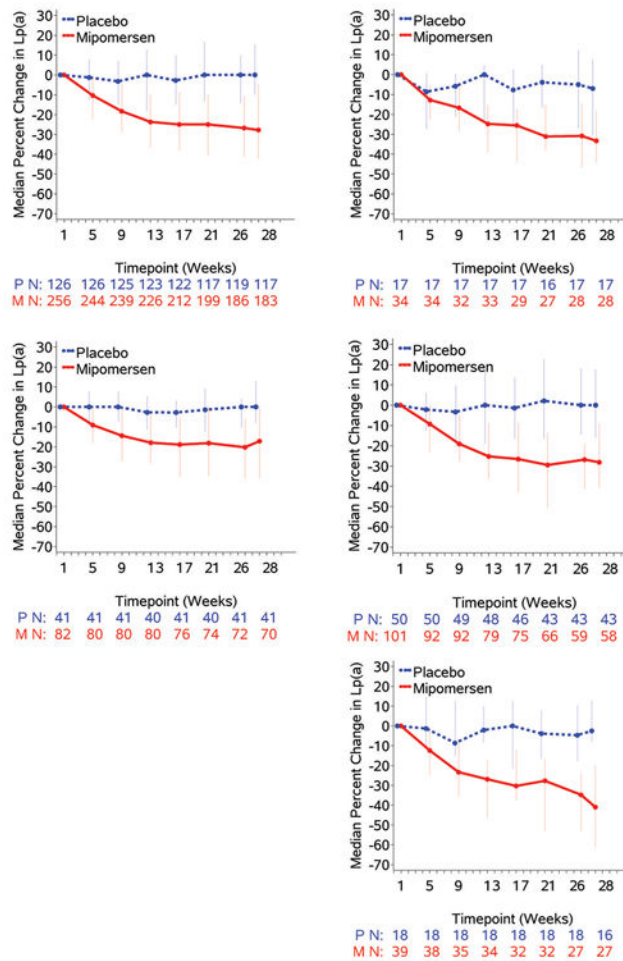 Median Percent Change in Lp(a)
30
20
10
0
-10
-20
-30
-40
-50
-60
-70
Placebo
Mipomersen
1 5 9 13 17 21 26 28
Timepoint (Weeks)
P N: 126 126 125 123 122 117 119 117
M N: 256 244 239 226 212 199 186 183
Median Percent Change in Lp(a)
30
20
10
0
-10
-20
-30
-40
-50
-60
-70
Placebo
Mipomersen
1 5 9 13 17 21 26 28
Timepoint (Weeks)
P N: 17 17 17 17 17 16 17 17
M N: 34 34 32 33 29 27 28 28
Median Percent Change in Lp(a)
30
20
10
0
-10
-20
-30
-40
-50
-60
-70
Placebo
Mipomersen
1 5 9 13 17 21 26 28
Timepoint (Weeks)
P N: 41 41 41 40 41 40 41 41
M N: 82 80 80 80 76 74 72 70
Median Percent Change in Lp(a)
30
20
10
0
-10
-20
-30
-40
-50
-60
-70
Placebo
Mipomersen
1 5 9 13 17 21 26 28
Timepoint (Weeks)
P N: 50 50 49 48 46 43 43 43
M N: 101 92 92 79 75 66 59 58
Median Percent Change in Lp(a)
30
20
10
0
-10
-20
-30
-40
-50
-60
-70
Placebo
Mipomersen
1 5 9 13 17 21 26 28
Timepoint (Weeks)
P N: 18 18 18 18 18 18 18 16
M N: 39 38 35 34 32 32 27 27